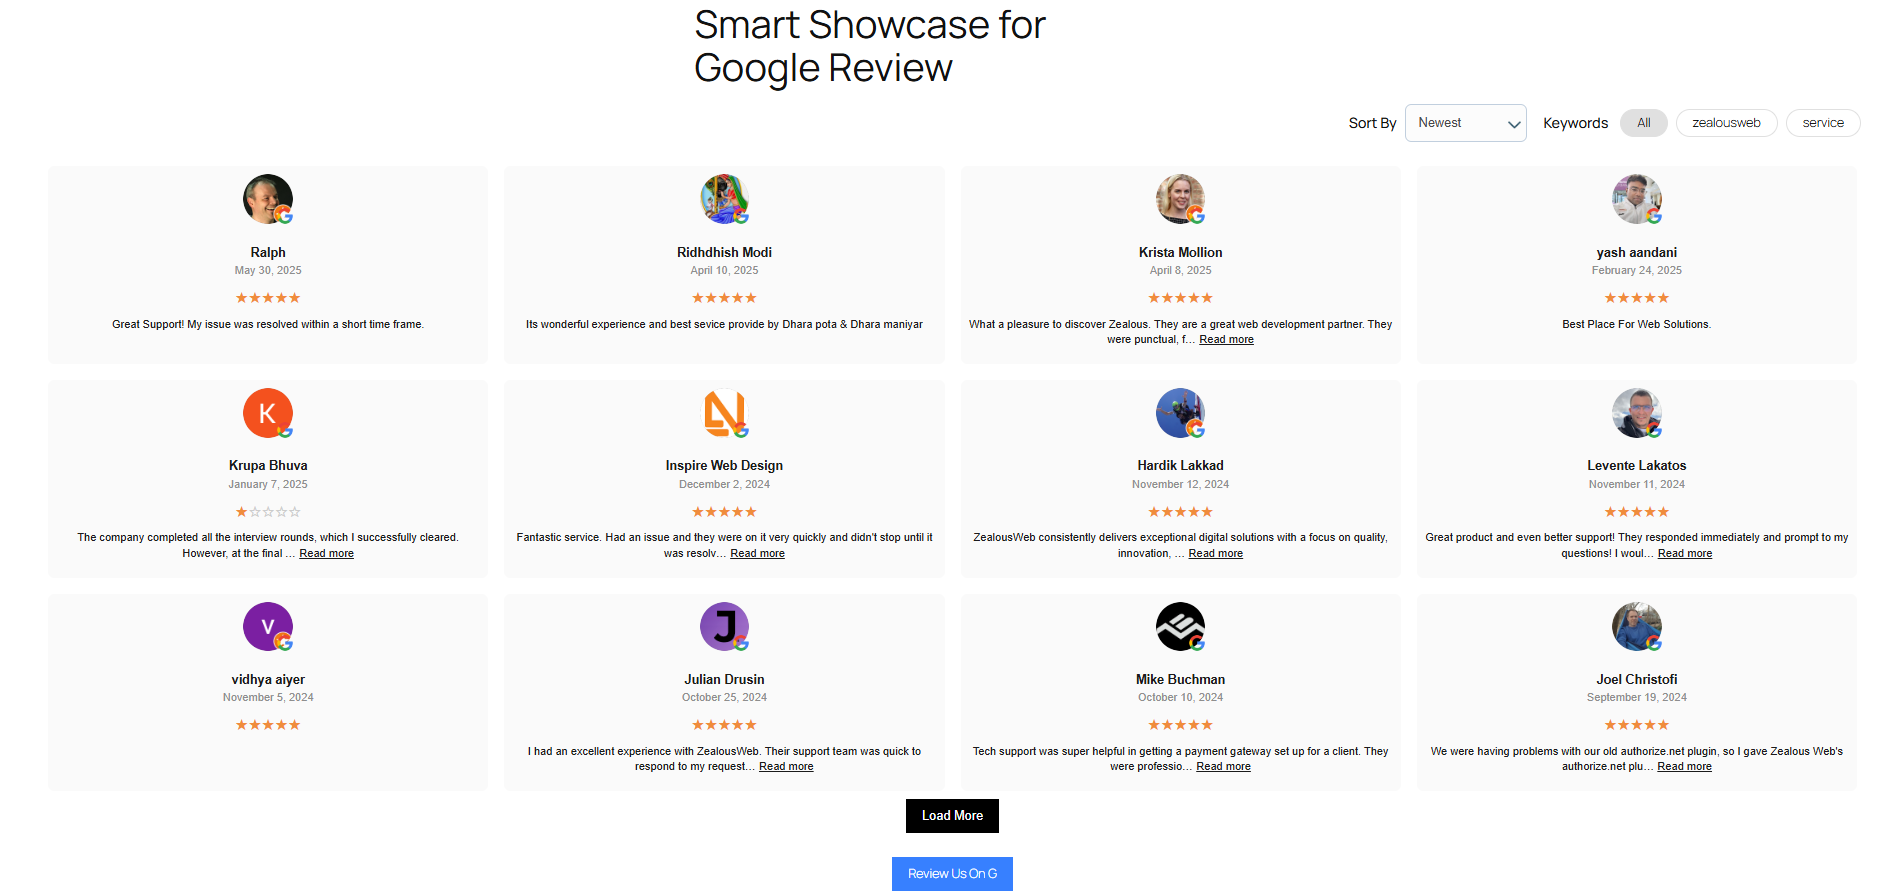 Smart Showcase for
Google Review
Sort By
Newest
Keywords
All
zealousweb
service
Ralph
May 30, 2025
Great Support! My issue was resolved within a short time frame.
Ridhdhish Modi
April 10, 2025
Its wonderful experience and best sevice provide by Dhara pota & Dhara maniyar
Krista Mollion
April 8, 2025
What a pleasure to discover Zealous. They are a great web development partner. They
were punctual, f... Read more
yash aandani
February 24, 2025
Best Place For Web Solutions.
K
Krupa Bhuva
January 7, 2025
The company completed all the interview rounds, which I successfully cleared.
However, at the final ... Read more
Inspire Web Design
December 2, 2024
Fantastic service. Had an issue and they were on it very quickly and didn't stop until it
was resolv... Read more
Hardik Lakkad
November 12, 2024
ZealousWeb consistently delivers exceptional digital solutions with a focus on quality,
innovation, ... Read more
Levente Lakatos
November 11, 2024
Great product and even better support! They responded immediately and prompt to my
questions! I woul... Read more
v
vidhya aiyer
November 5, 2024
J
Julian Drusin
October 25, 2024
I had an excellent experience with ZealousWeb. Their support team was quick to
respond to my request... Read more
Mike Buchman
October 10, 2024
Tech support was super helpful in getting a payment gateway set up for a client. They
were professio... Read more
Joel Christofi
September 19, 2024
We were having problems with our old authorize.net plugin, so I gave Zealous Web's
authorize.net plu... Read more
Load More
Review Us On G